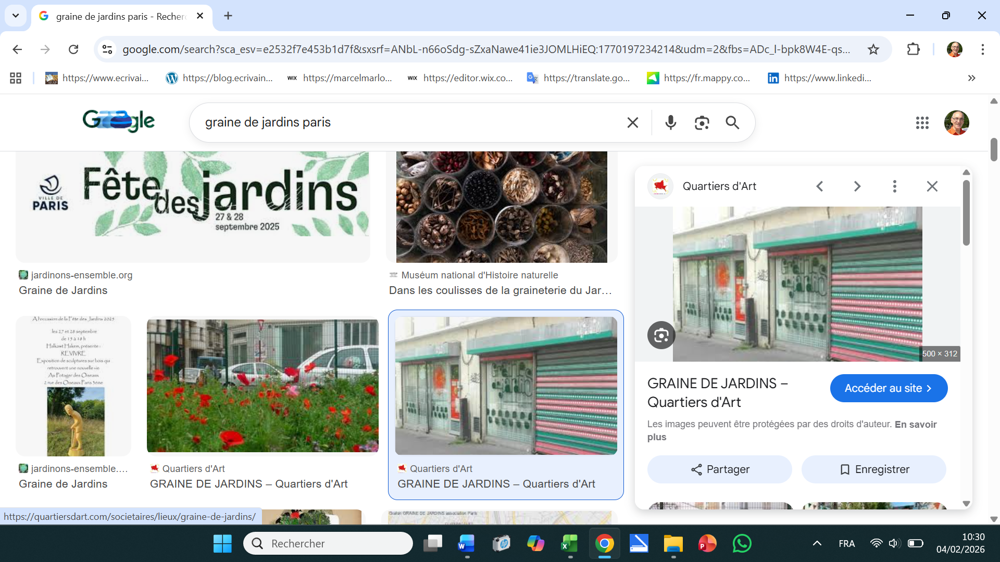 graine de jardins paris - Recher
google.com/search?sca_esv=e2532f7e453b1d7f&sxsrf=ANbL-n66oSdg-sZxaNawe41ie3JOMLHiEQ:1770197234214&udm=2&fbs=ADc_l-bpk8W4E-qs...
https://www.ecrivai...
https://blog.ecrivain...
WIX https://marcelmarlo...
WIX https://editor.wix.co...
https://translate.go...
https://fr.mappy.co...
https://www.linkedi...
Google
graine de jardins paris
VILLE DE
PARIS
Fête
des jardins
27 & 28
septembre 2025
jardinons-ensemble.org
Graine de Jardins
Muséum national d'Histoire naturelle
Dans les coulisses de la graineterie du Jar...
A l'occasion de la Fête des Jardins 2025
les 27 et 28 septembre
de 15 à 18 h
Halkawt Hakem, présente :
REVIVRE
Exposition de sculptures sur bois qui
retrouvent une nouvelle vie
Au Potager des Oiseaux
2 rue des Oiseaux Paris 3ème
jardinons-ensemble....
Graine de Jardins
Quartiers d'Art
GRAINE DE JARDINS – Quartiers d'Art
Quartiers d'Art
GRAINE DE JARDINS – Quartiers d'Art
Quartiers d'Art
500 × 312
GRAINE DE JARDINS –
Quartiers d'Art
Accéder au site
Les images peuvent être protégées par des droits d'auteur. En savoir
plus
Partager
Enregistrer
GRAINE DE JARDINS association Paris
https://quartiersdart.com/societaires/lieux/graine-de-jardins/
Rechercher
FRA
10:30
04/02/2026